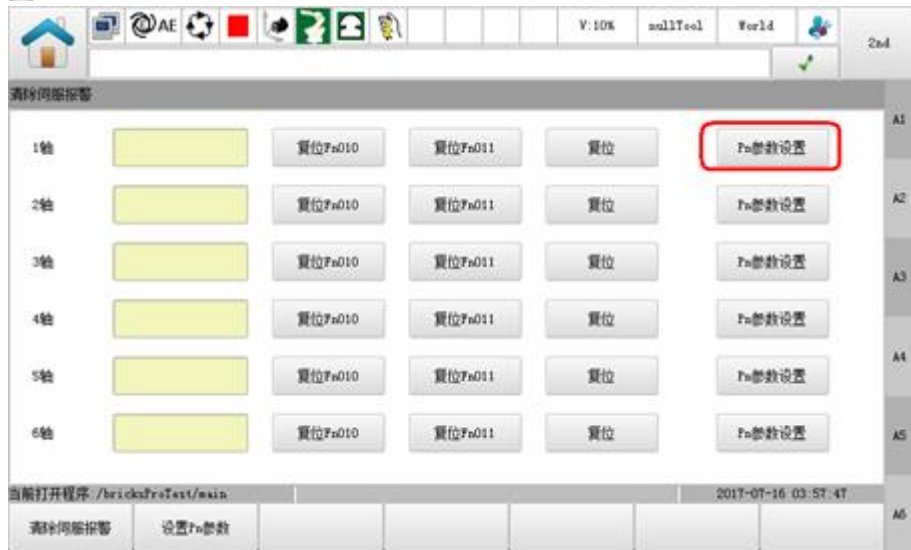 AE V:10% nullTool World 2nd
清除伺服报警
A1
1轴 复位Fn010 复位Fn011 复位 Pn参数设置
2轴 复位Fn010 复位Fn011 复位 Pn参数设置 A2
3轴 复位Fn010 复位Fn011 复位 Pn参数设置 A3
4轴 复位Fn010 复位Fn011 复位 Pn参数设置
A4
5轴 复位Fn010 复位Fn011 复位 Pn参数设置
6轴 复位Fn010 复位Fn011 复位 Pn参数设置 A5
当前打开程序:/bricksProTest/main 2017-07-16 03:57:47
清除伺服报警 设置Pn参数 A6